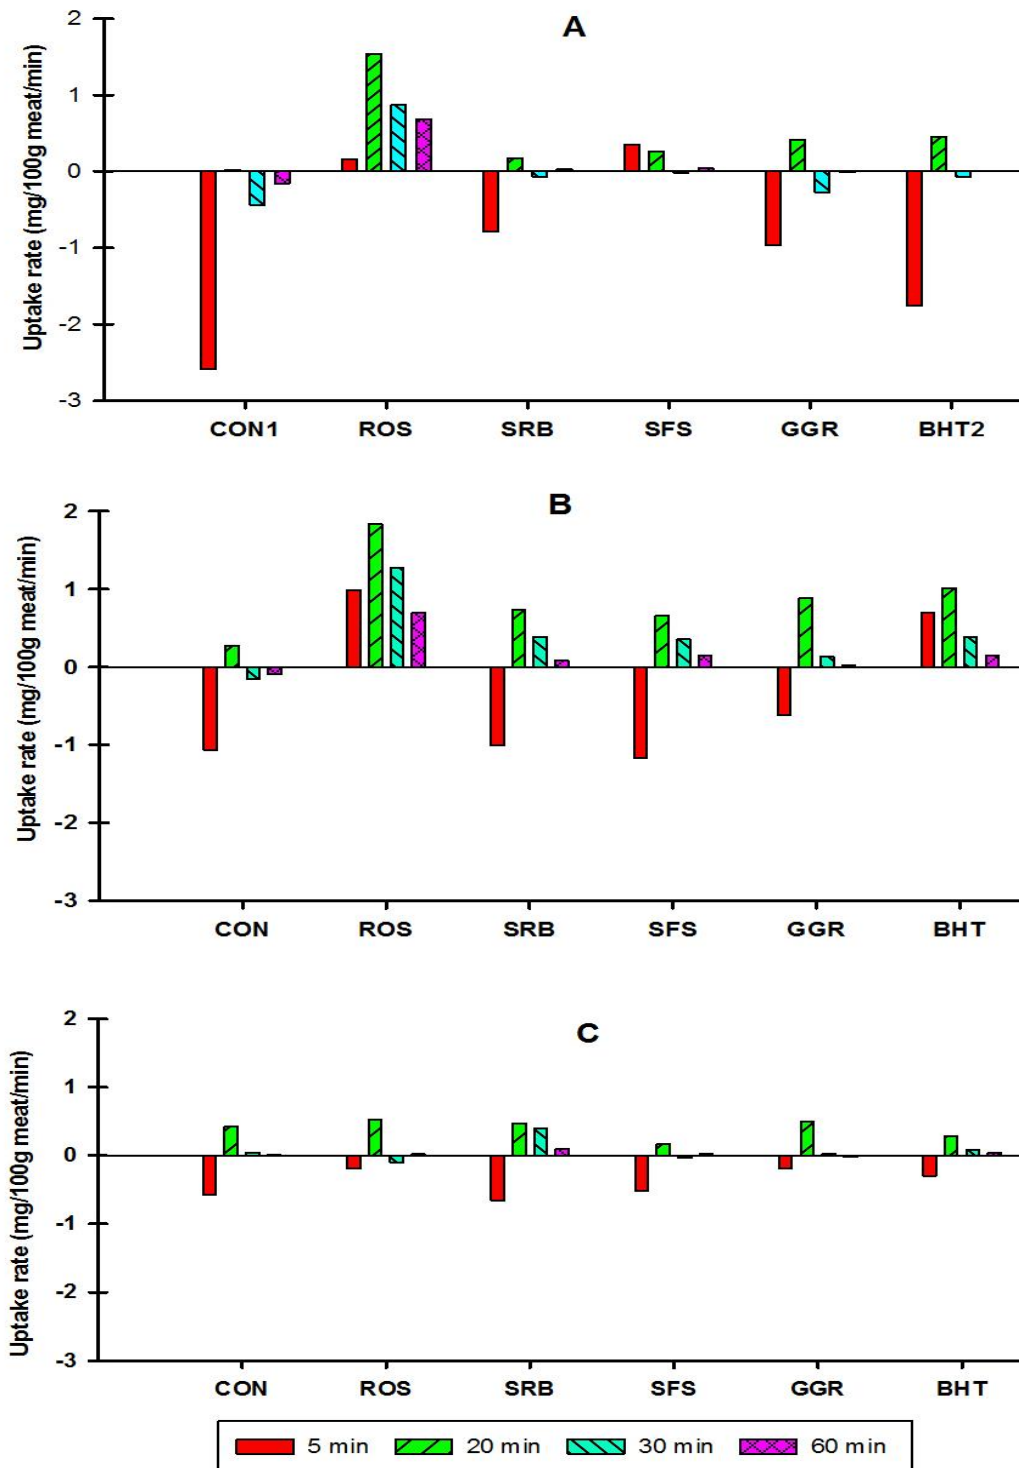 A
Uptake rate (mg/100g meat/min)
2
1
0
-1
-2
-3
CON1 ROS SRB SFS GGR BHT2
B
Uptake rate (mg/100g meat/min)
2
1
0
-1
-2
-3
CON ROS SRB SFS GGR BHT
C
Uptake rate (mg/100g meat/min)
2
1
0
-1
-2
-3
CON ROS SRB SFS GGR BHT
5 min 20 min 30 min 60 min